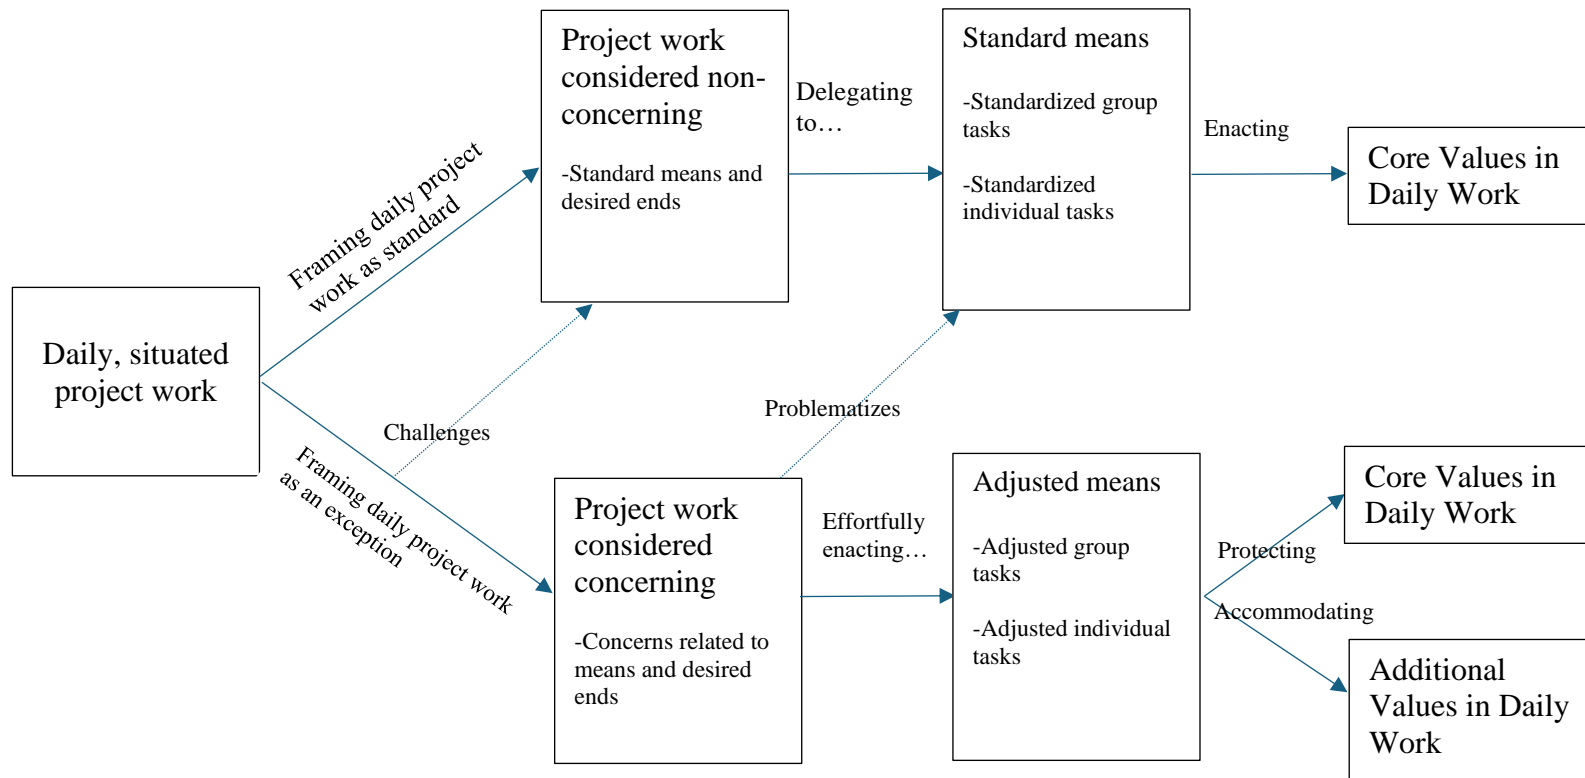 Daily, situated
project work
Framing daily project
work as standard
Project work
considered non-
concerning
-Standard means and
desired ends
Delegating
to…
Standard means
-Standardized group
tasks
-Standardized
individual tasks
Enacting
Core Values in
Daily Work
Challenges
Problematizes
Framing daily project work
as an exception
Project work
considered
concerning
-Concerns related to
means and desired
ends
Effortfully
enacting…
Adjusted means
-Adjusted group
tasks
-Adjusted individual
tasks
Protecting
Core Values in
Daily Work
Accommodating
Additional
Values in Daily
Work